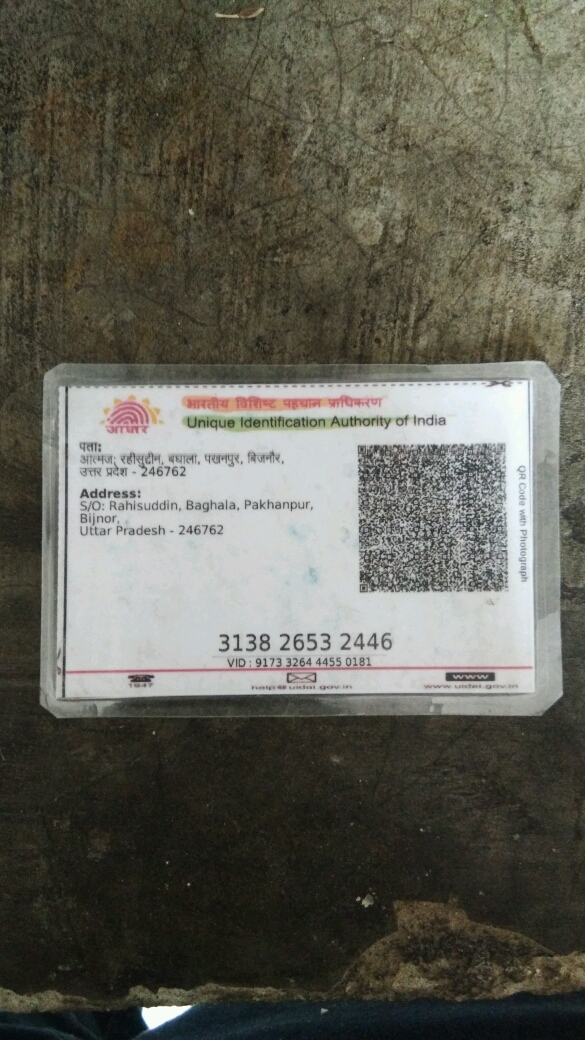 भारतीय विशिष्ट पहचान प्राधिकरण
Unique Identification Authority of India
आधार
पता:
आत्मज: रहीसुद्दीन, बघाला, पखनपुर, बिजनौर,
उत्तर प्रदेश - 246762
Address:
S/O: Rahisuddin, Baghala, Pakhanpur,
Bijnor,
Uttar Pradesh - 246762
QR Code with Photograph
3138 2653 2446
VID : 9173 3264 4455 0181
1947
help@uidai.gov.in
www
www.uidai.gov.in